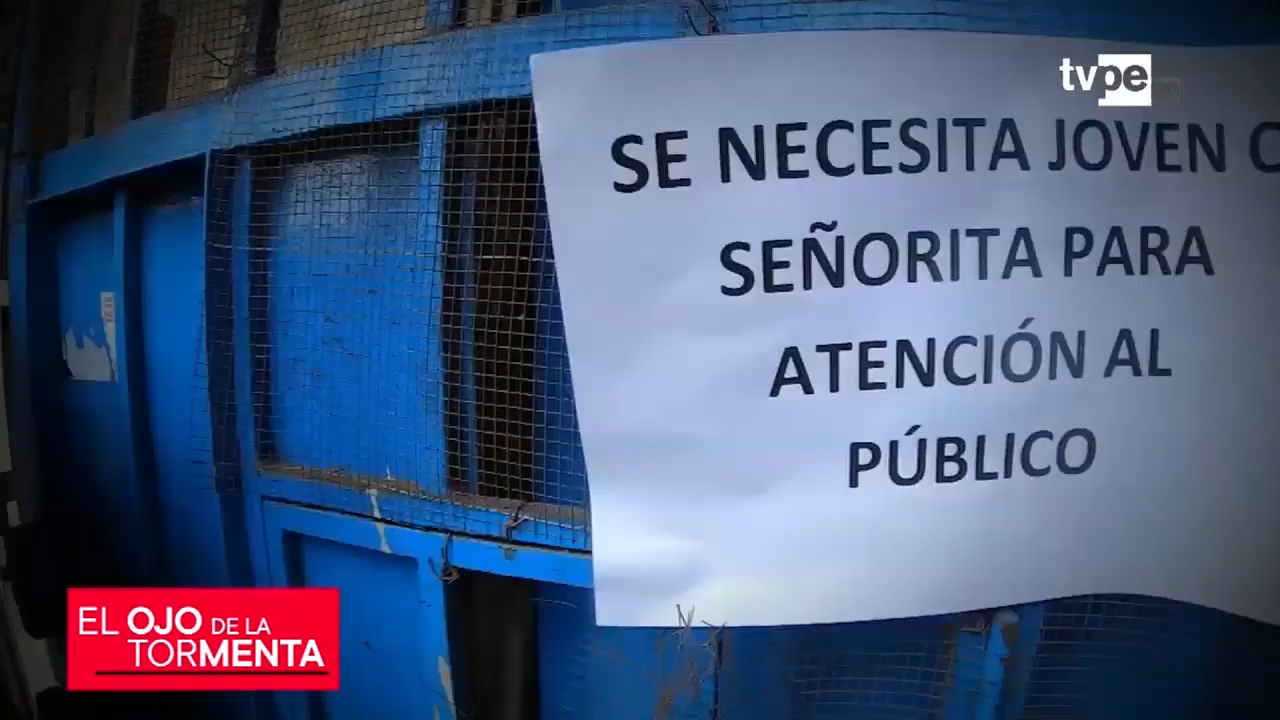 tvpe
SE NECESITA JOVEN O
SEÑORITA PARA
ATENCIÓN AL
PÚBLICO
EL OJO DE LA
TORMENTA